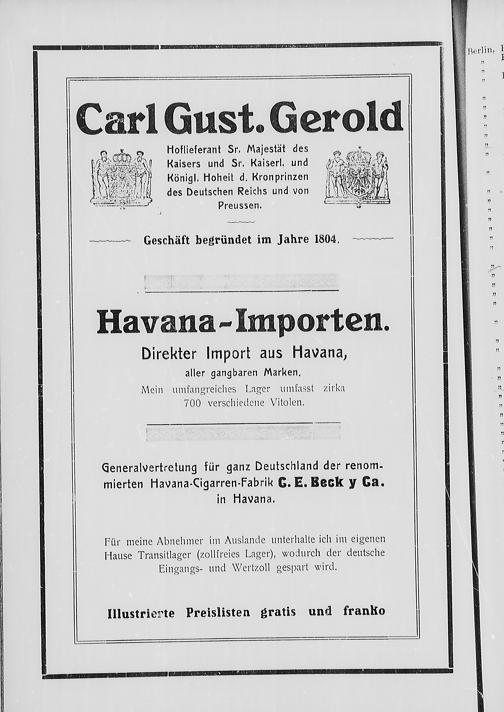 Carl Gust. Gerold
Hoflieferant Sr. Majestät des
Kaisers und Sr. Kaiserl. und
Königl. Hoheit d. Kronprinzen
des Deutschen Reichs und von
Preussen.
Geschäft begründet im Jahre 1804.
Havana-Importen.
Direkter Import aus Havana,
aller gangbaren Marken.
Mein umfangreiches Lager umfasst zirka
700 verschiedene Vitolen.
Generalvertretung für ganz Deutschland der renom-
mierten Havana-Cigarren-Fabrik C. E. Beck y Ca.
in Havana.
Für meine Abnehmer im Auslande unterhalte ich im eigenen
Hause Transitlager (zollfreies Lager), wodurch der deutsche
Eingangs- und Wertzoll gespart wird.
Illustrierte Preislisten gratis und franko
Berlin,